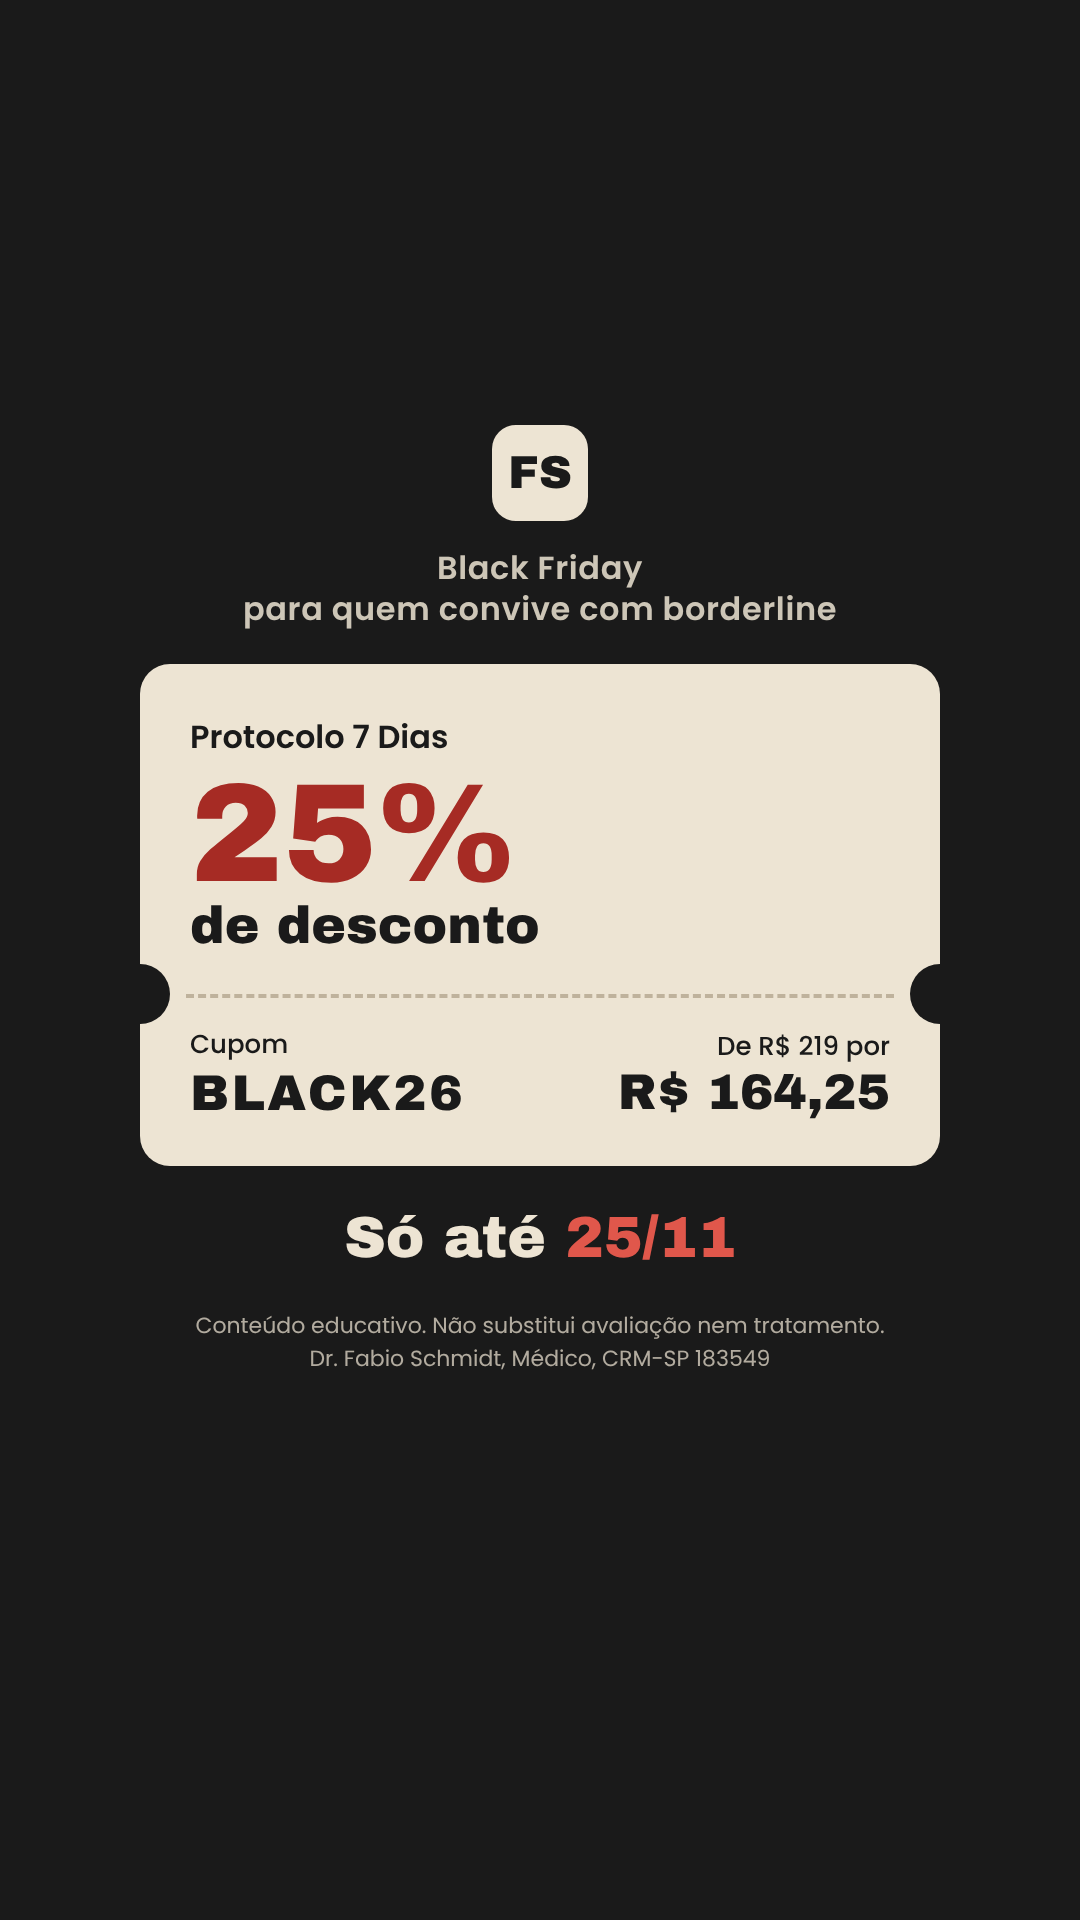 FS
Black Friday
para quem convive com borderline
Protocolo 7 Dias
25%
de desconto
Cupom
BLACK26
De R$ 219 por
R$ 164,25
Só até 25/11
Conteúdo educativo. Não substitui avaliação nem tratamento.
Dr. Fabio Schmidt, Médico, CRM-SP 183549